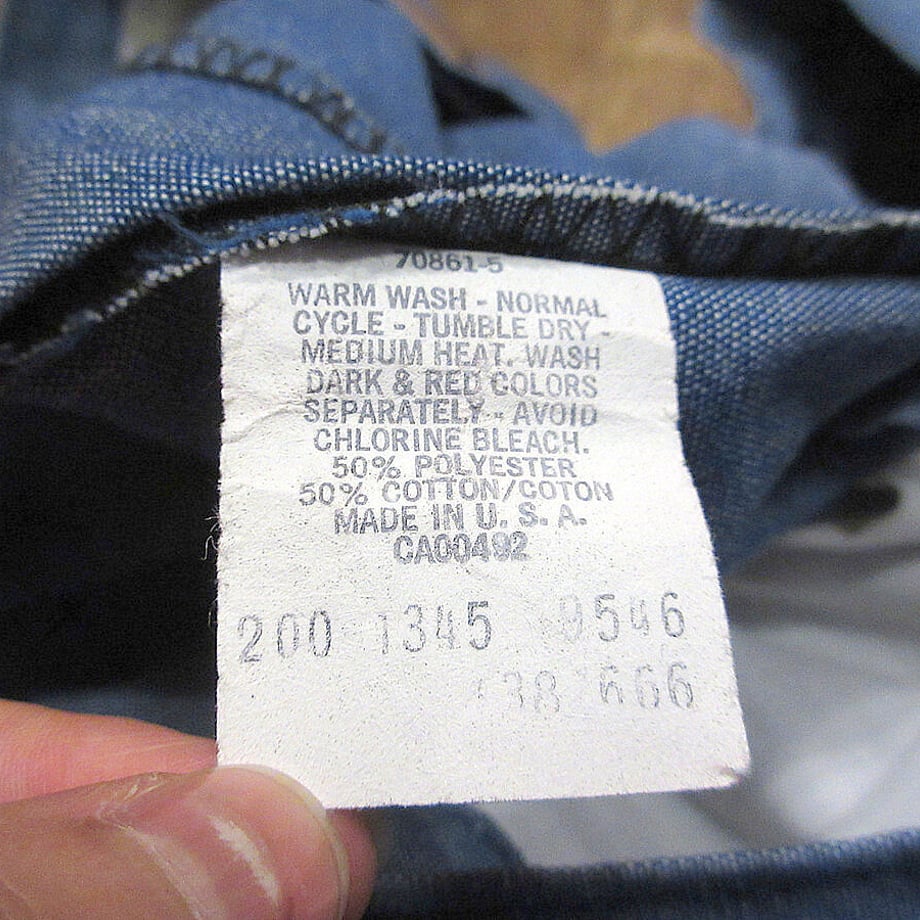 70861-5
WARM WASH - NORMAL
CYCLE - TUMBLE DRY -
MEDIUM HEAT. WASH
DARK & RED COLORS
SEPARATELY - AVOID
CHLORINE BLEACH.
50% POLYESTER
50% COTTON/COTON
MADE IN U. S. A.
CA00492
200 1345 9546
666